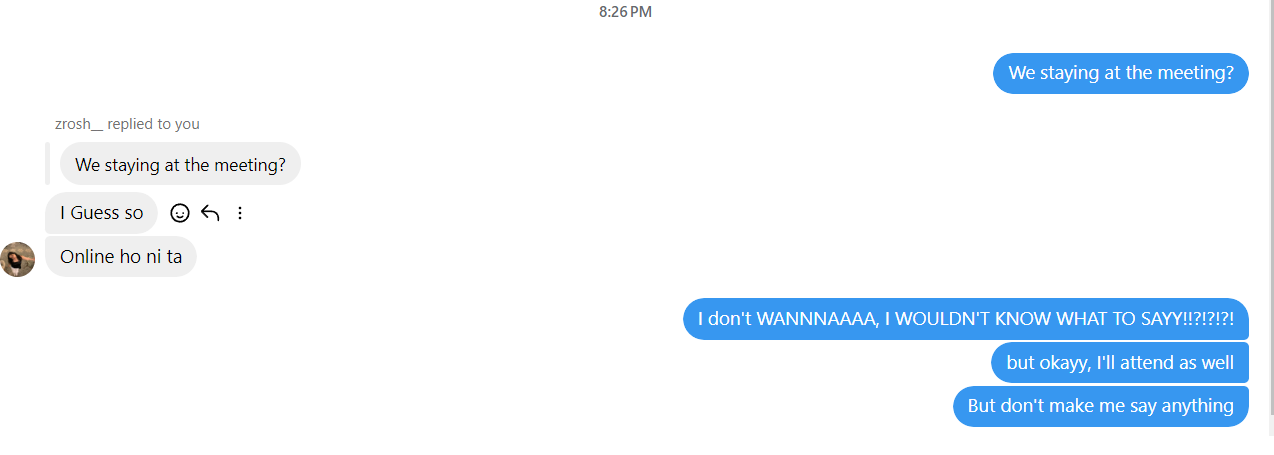 8:26 PM
We staying at the meeting?
zrosh__ replied to you
We staying at the meeting?
I Guess so
Online ho ni ta
I don't WANNNAAAA, I WOULDN'T KNOW WHAT TO SAYY!!?!?!?!
but okayy, I'll attend as well
But don't make me say anything